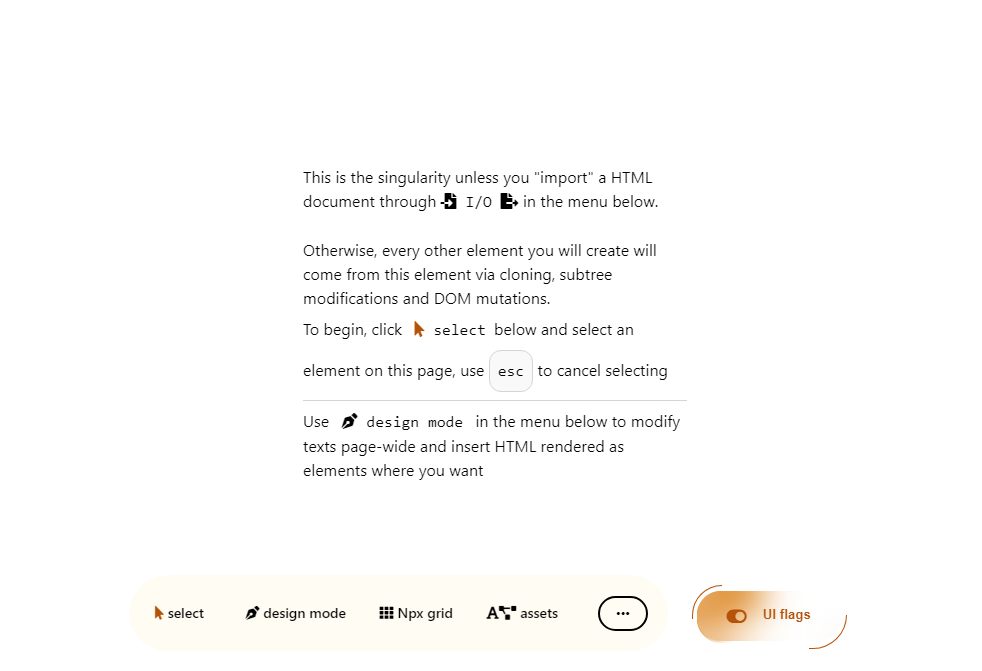 This is the singularity unless you "import" a HTML
document through I/O in the menu below.
Otherwise, every other element you will create will
come from this element via cloning, subtree
modifications and DOM mutations.
To begin, click select below and select an
element on this page, use esc to cancel selecting
Use design mode in the menu below to modify
texts page-wide and insert HTML rendered as
elements where you want
select design mode Npx grid assets ··· UI flags